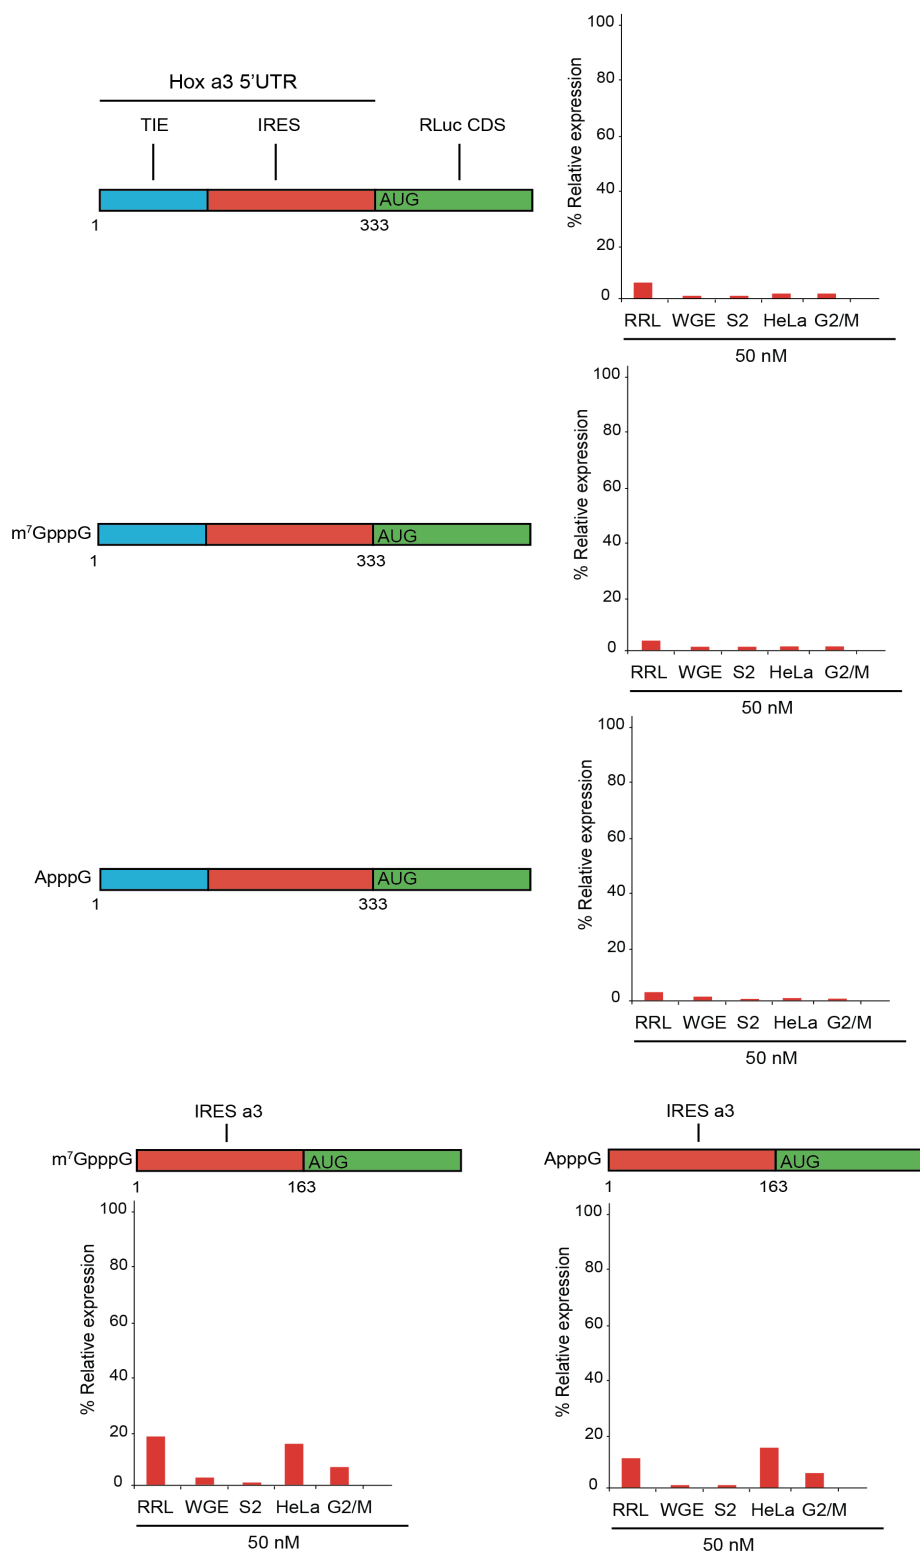 Hox a3 5'UTR
TIE IRES RLuc CDS
AUG
1 333
% Relative expression
100
80
60
40
20
0
RRL WGE S2 HeLa G2/M
50 nM
m⁷GpppG AUG
1 333
% Relative expression
100
80
60
40
20
0
RRL WGE S2 HeLa G2/M
50 nM
ApppG AUG
1 333
% Relative expression
100
80
60
40
20
0
RRL WGE S2 HeLa G2/M
50 nM
IRES a3
m⁷GpppG AUG
1 163
% Relative expression
100
80
60
40
20
0
RRL WGE S2 HeLa G2/M
50 nM
IRES a3
ApppG AUG
1 163
% Relative expression
100
80
60
40
20
0
RRL WGE S2 HeLa G2/M
50 nM